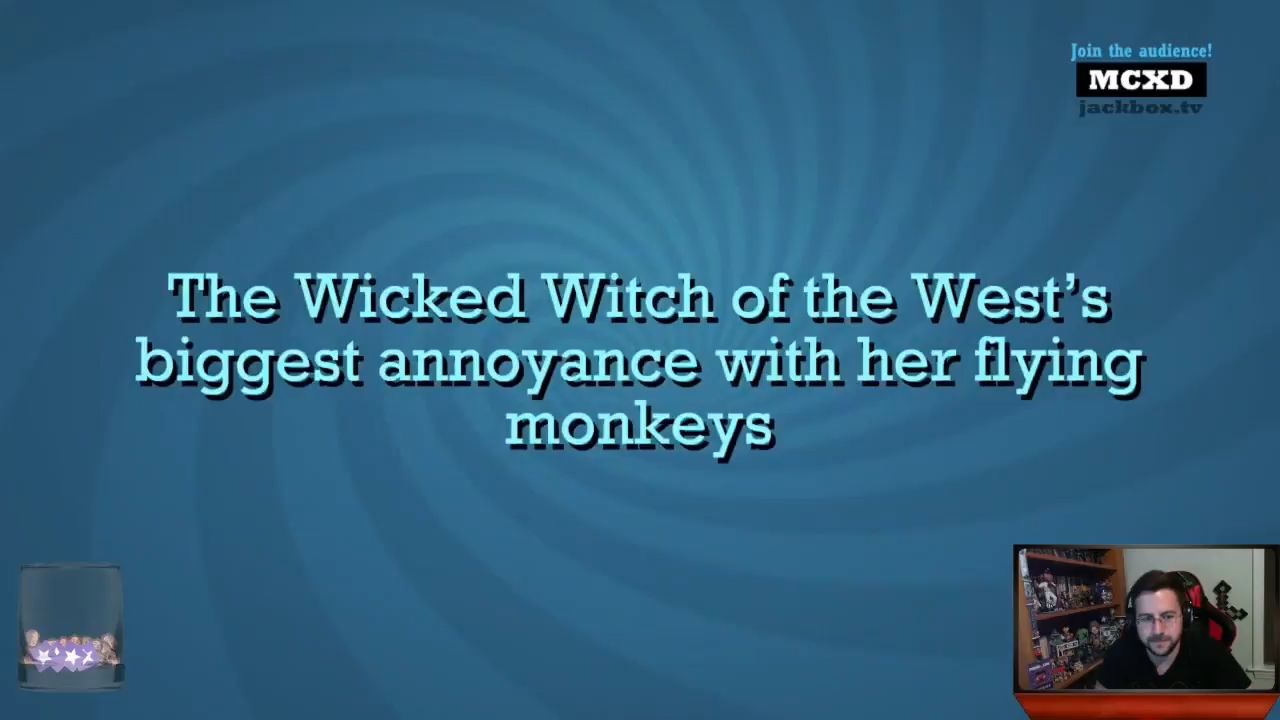 Join the audience!
MCXD
jackbox.tv
The Wicked Witch of the West’s
biggest annoyance with her flying
monkeys